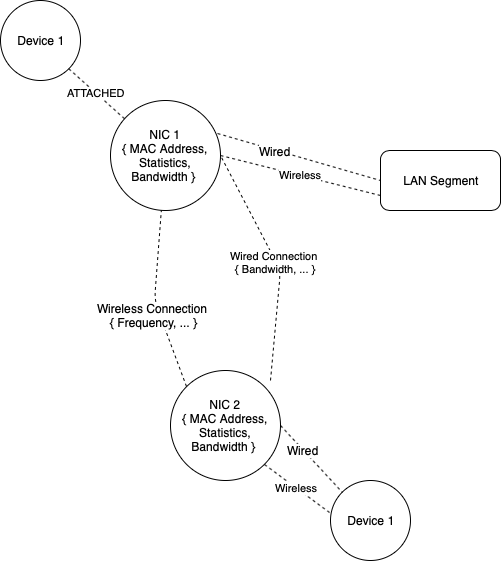 Device 1
ATTACHED
NIC 1
{ MAC Address,
Statistics,
Bandwidth }
Wired
Wireless
LAN Segment
Wired Connection
{ Bandwidth, ... }
Wireless Connection
{ Frequency, ... }
NIC 2
{ MAC Address,
Statistics,
Bandwidth }
Wired
Wireless
Device 1